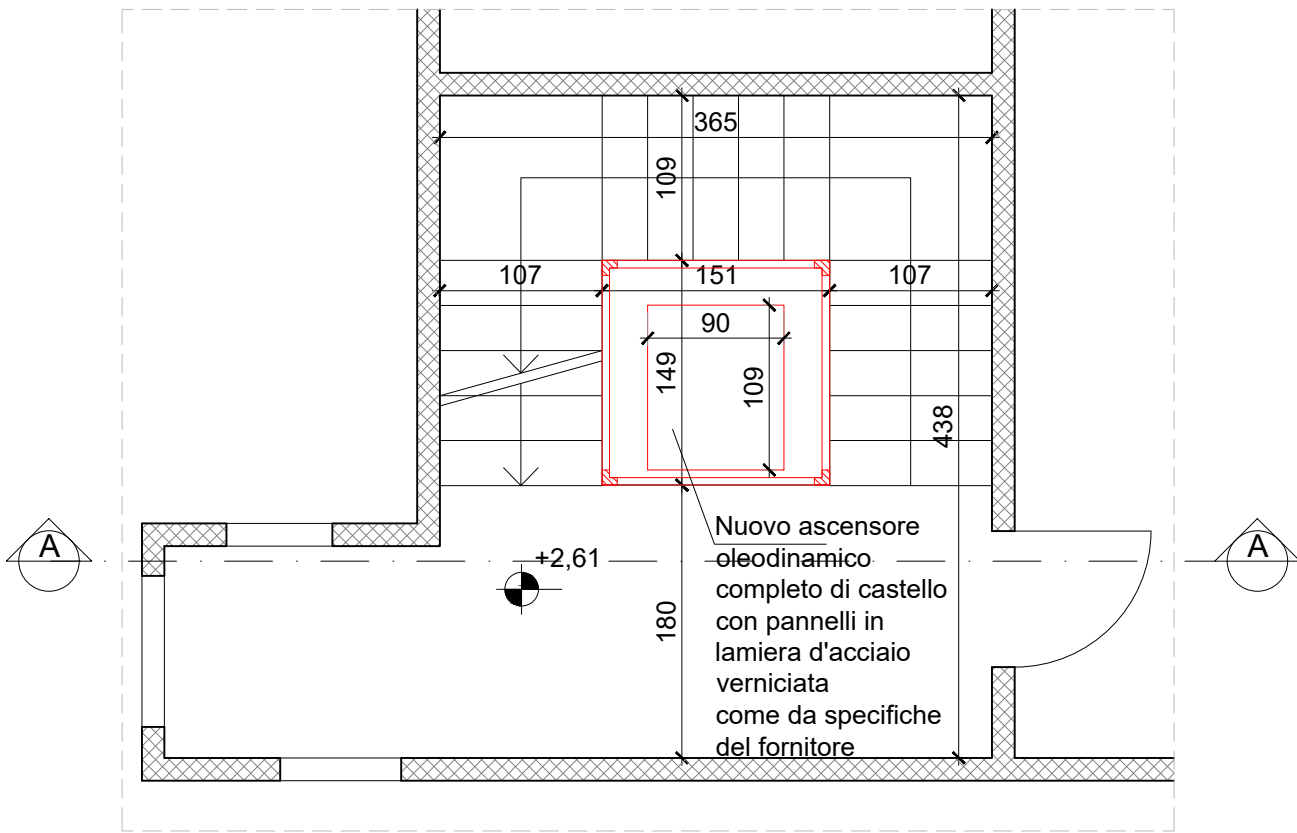 365
109
107
151
107
90
149
109
438
A
A
+2,61
180
Nuovo ascensore
oleodinamico
completo di castello
con pannelli in
lamiera d'acciaio
verniciata
come da specifiche
del fornitore